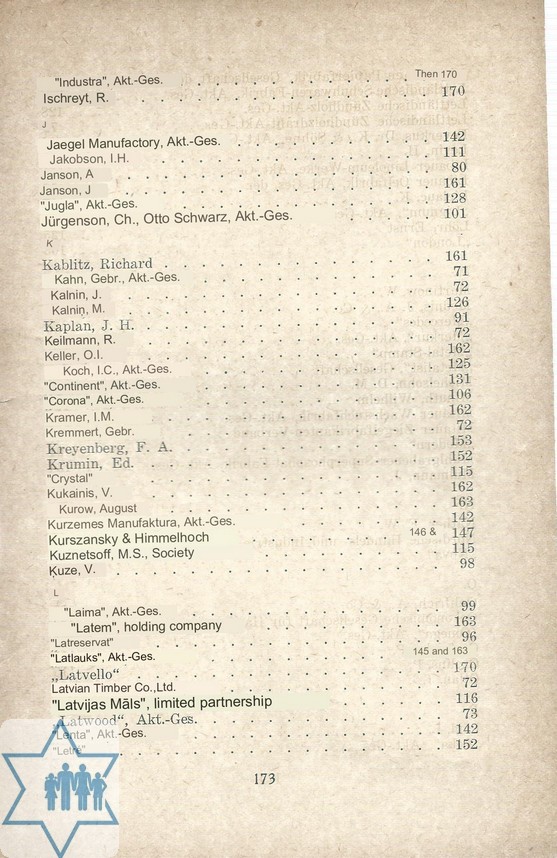 "Industra", Akt.-Ges. . . . . . . . . Then 170
Ischreyt, R. . . . . . . . . 170
J
Jaegel Manufactory, Akt.-Ges. . . . . . . . . 142
Jakobson, I.H. . . . . . . . . 111
Janson, A . . . . . . . . 80
Janson, J . . . . . . . . 161
"Jugla", Akt.-Ges. . . . . . . . . 128
Jürgenson, Ch., Otto Schwarz, Akt.-Ges. . . . . 101
K
Kablitz, Richard . . . . . . . . 161
Kahn, Gebr., Akt.-Ges. . . . . . . . . 71
Kalnin, J. . . . . . . . . 72
Kalniņ, M. . . . . . . . . 126
Kaplan, J. H. . . . . . . . . 91
Keilmann, R. . . . . . . . . 72
Keller, O.I. . . . . . . . . 162
Koch, I.C., Akt.-Ges. . . . . . . . . 125
"Continent", Akt.-Ges. . . . . . . . . 131
"Corona", Akt.-Ges. . . . . . . . . 106
Kramer, I.M. . . . . . . . . 162
Kremmert, Gebr. . . . . . . . . 72
Kreyenberg, F. A. . . . . . . . . 153
Krumin, Ed. . . . . . . . . 152
"Crystal" . . . . . . . . 115
Kukainis, V. . . . . . . . . 162
Kurow, August . . . . . . . . 163
Kurzemes Manufaktura, Akt.-Ges. . . . . . . . . 142
Kurszansky & Himmelhoch . . . . . . 146 & 147
Kuznetsoff, M.S., Society . . . . . . . . 115
Ķuze, V. . . . . . . . . 98
L
"Laima", Akt.-Ges. . . . . . . . . 99
"Latem", holding company . . . . . . . . 163
"Latreservat" . . . . . . . . 96
"Latlauks", Akt.-Ges. . . . . . . . . 145 and 163
„Latvello“ . . . . . . . . 170
Latvian Timber Co.,Ltd. . . . . . . . . 72
"Latvijas Māls", limited partnership . . . . . . 116
„Latwood“, Akt.-Ges. . . . . . . . . 73
"Lenta", Akt.-Ges. . . . . . . . . 142
"Letre" . . . . . . . . 152
173